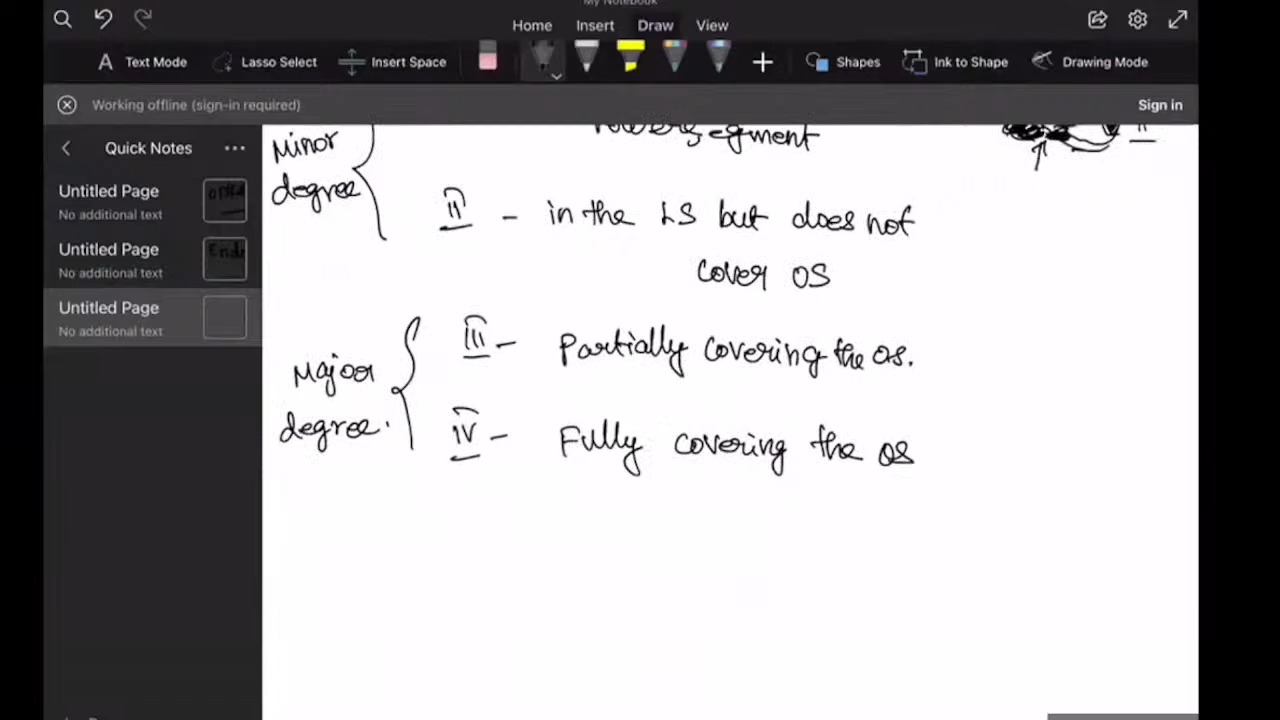 My Notebook
Home Insert Draw View
Text Mode Lasso Select Insert Space Shapes Ink to Shape Drawing Mode
Working offline (sign-in required) Sign in
Quick Notes
Untitled Page
No additional text
Untitled Page
No additional text
Untitled Page
No additional text
Minor
degree
segment
II
II - in the LS but does not
cover OS
Major
degree.
III - Partially covering the OS.
IV - Fully covering the OS